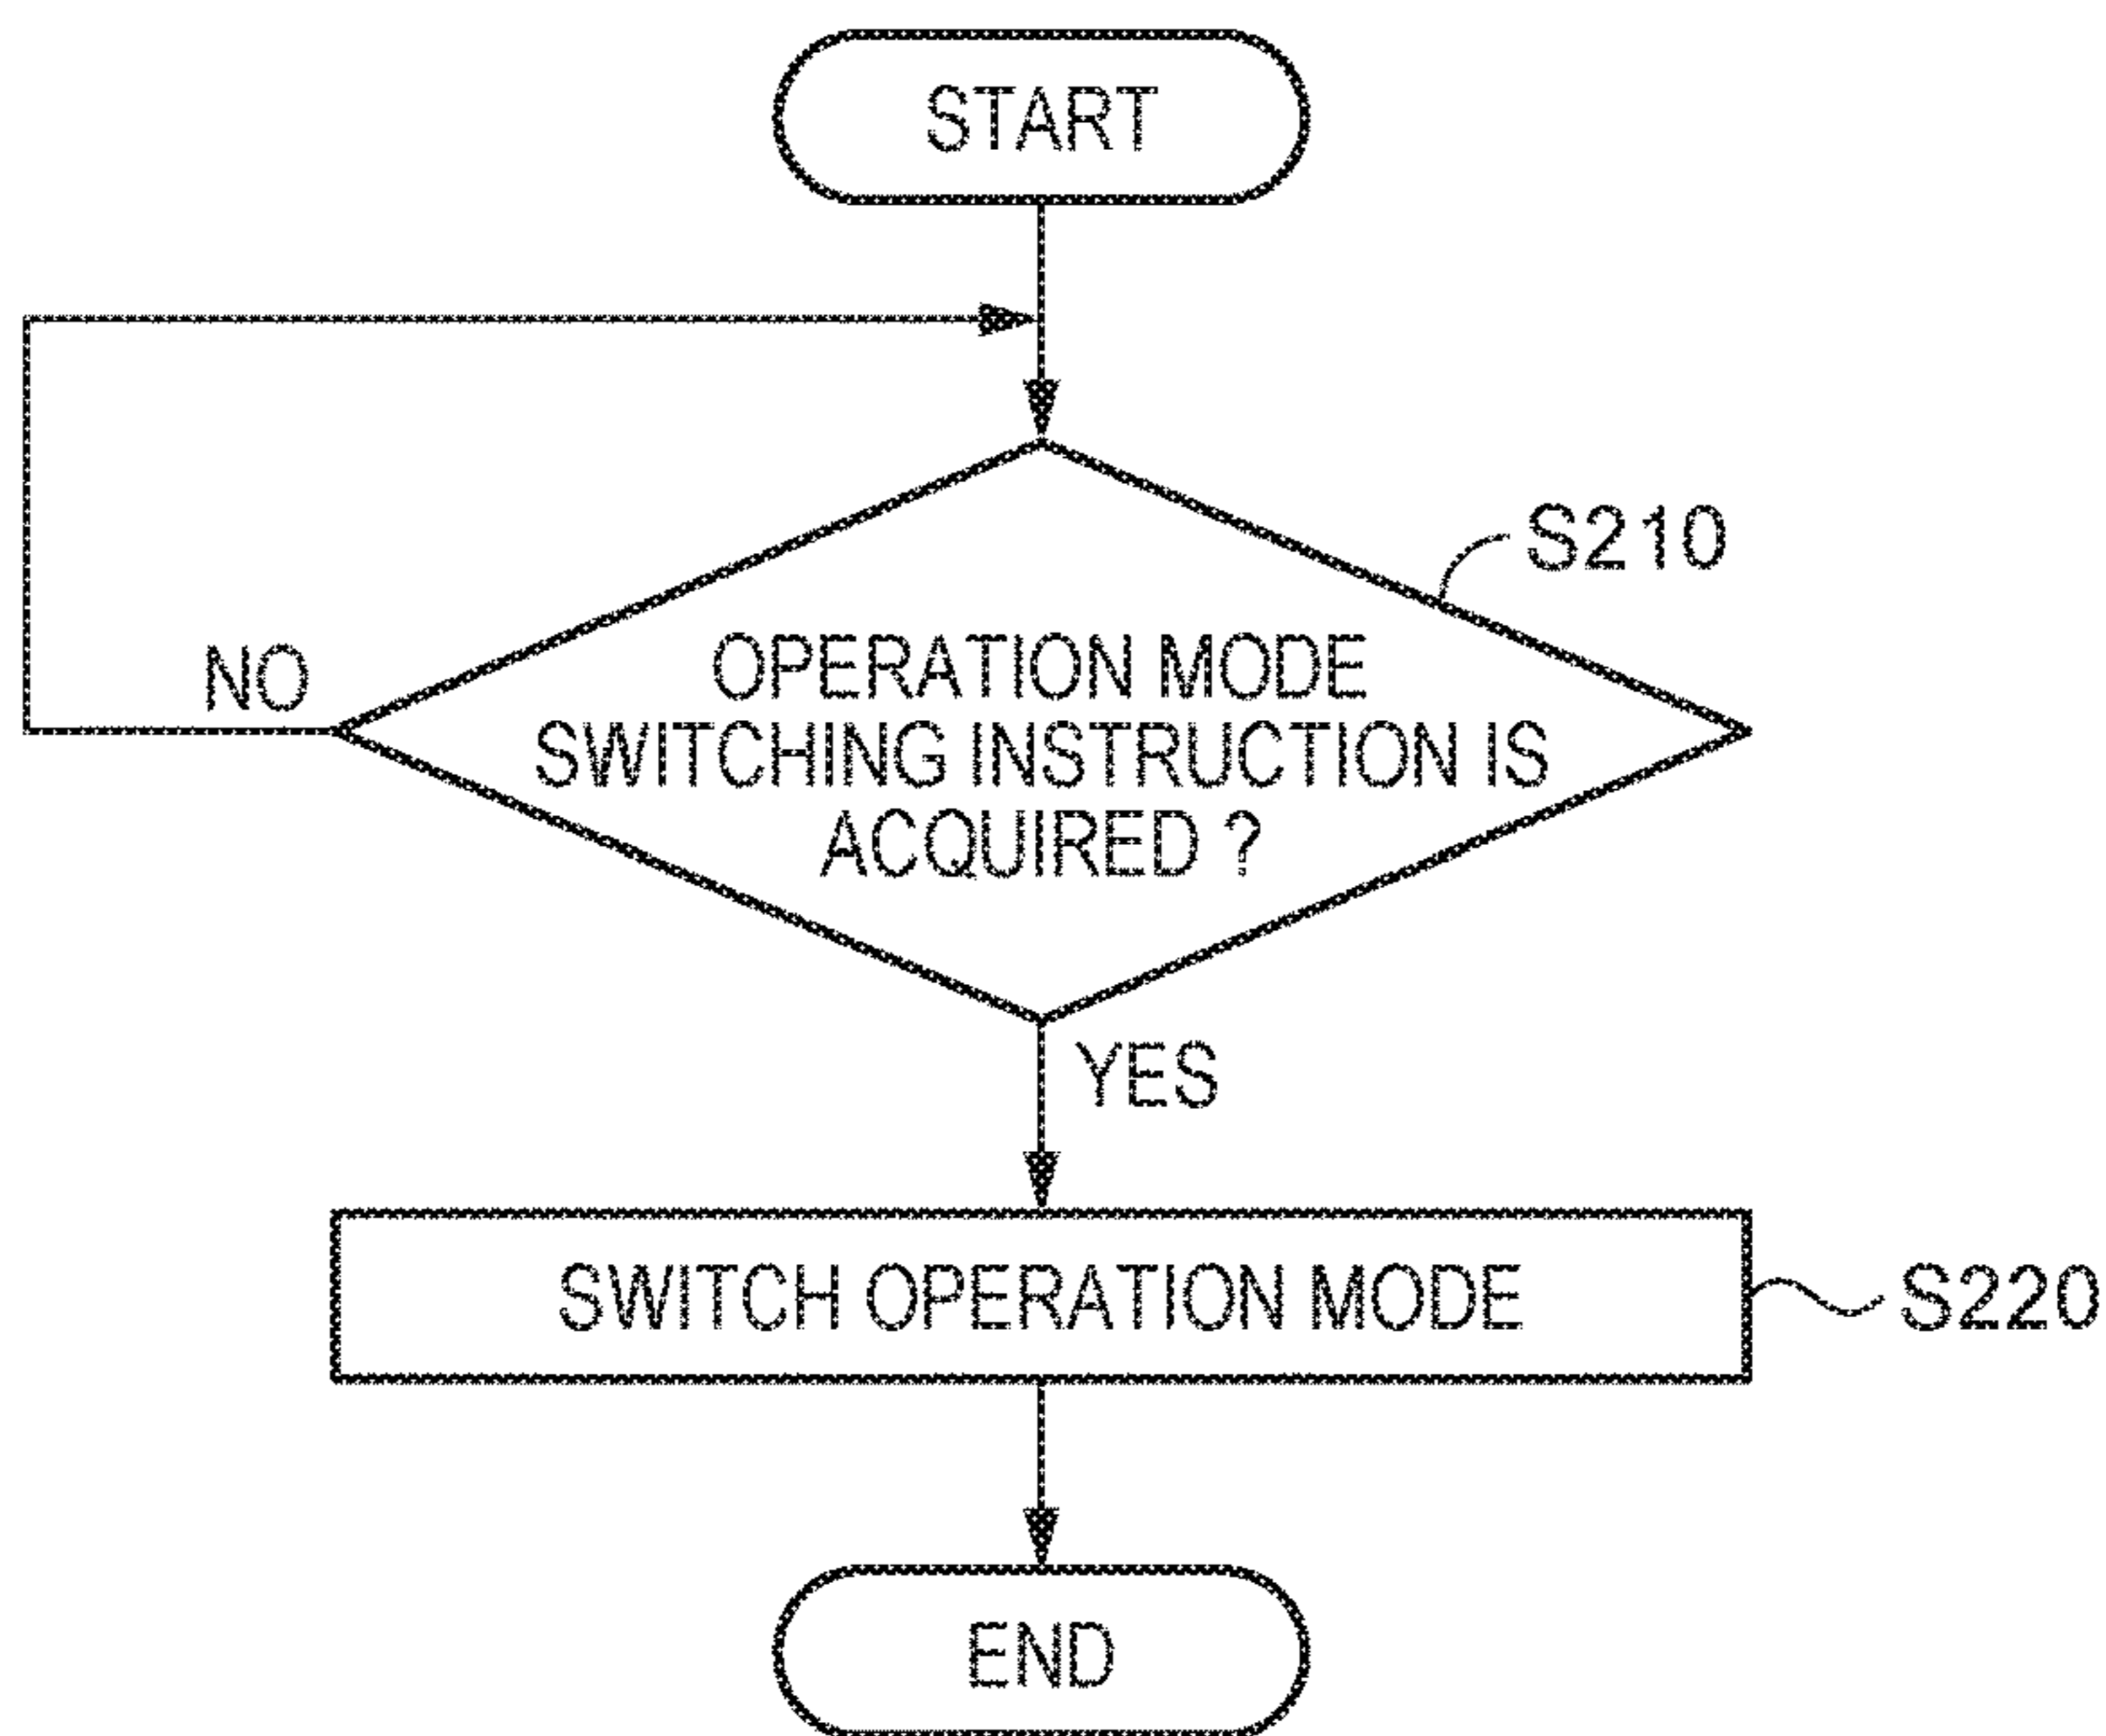 START
S210
OPERATION MODE
NO
SWITCHING INSTRUCTION IS
ACQUIRED ?
YES
SWITCH OPERATION MODE
S220
END